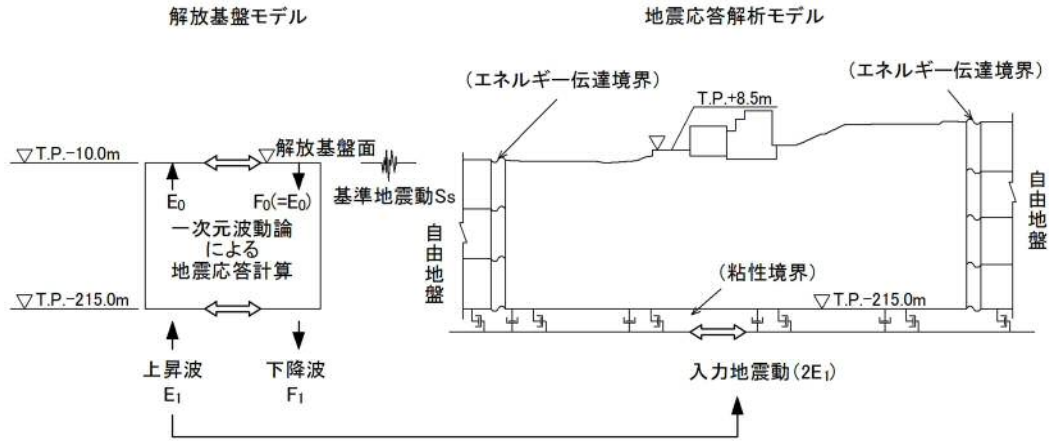 解放基盤モデル
地震応答解析モデル
(エネルギー伝達境界)
(エネルギー伝達境界)
T.P.+8.5m
T.P.-10.0m
解放基盤面
基準地震動Ss
E₀
F₀(=E₀)
一次元波動論
による
地震応答計算
自由地盤
自由地盤
(粘性境界)
T.P.-215.0m
T.P.-215.0m
上昇波
E₁
下降波
F₁
入力地震動(2E₁)